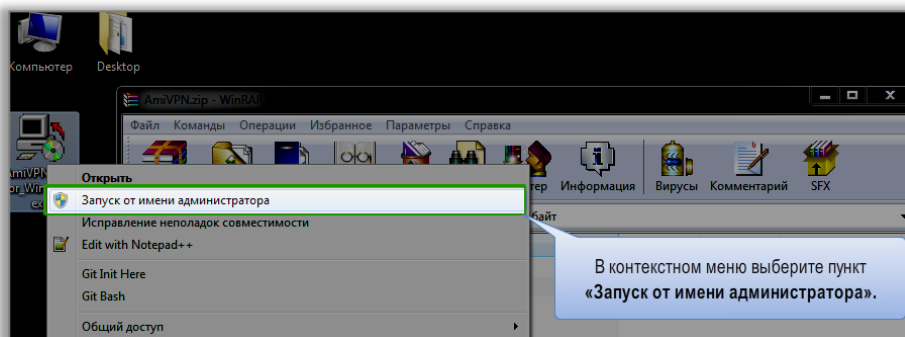 Компьютер
Desktop
AmiVPN.zip - WinRAR
Файл Команды Операции Избранное Параметры Справка
AmiVPN
Информация Вирусы Комментарий SFX
Открыть
Запуск от имени администратора
Исправление неполадок совместимости
Edit with Notepad++
Git Init Here
Git Bash
Общий доступ
В контекстном меню выберите пункт
«Запуск от имени администратора».